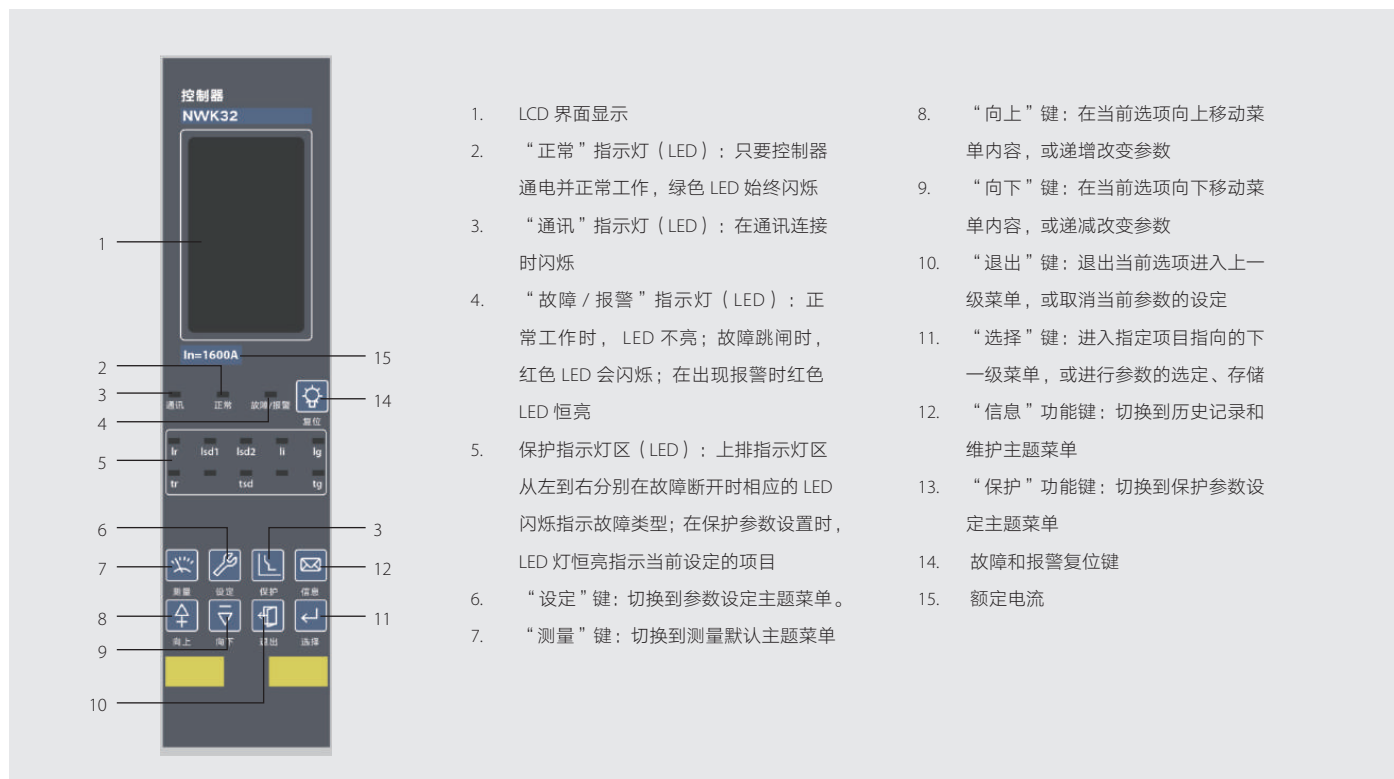 控制器
NWK32
1
In=1600A
15
2
3
通讯 正常 故障/报警
14
4
复位
Ir Isd1 Isd2 Ii Ig
5
tr tsd tg
6
3
7
12
测量 设定 保护 信息
8
11
向上 向下 退出 选择
9
10
1. LCD 界面显示
2. “正常”指示灯（LED）：只要控制器
通电并正常工作，绿色 LED 始终闪烁
3. “通讯”指示灯（LED）：在通讯连接
时闪烁
4. “故障 / 报警”指示灯（LED）：正
常工作时， LED 不亮；故障跳闸时，
红色 LED 会闪烁；在出现报警时红色
LED 恒亮
5. 保护指示灯区（LED）：上排指示灯区
从左到右分别在故障断开时相应的 LED
闪烁指示故障类型；在保护参数设置时，
LED 灯恒亮指示当前设定的项目
6. “设定”键：切换到参数设定主题菜单。
7. “测量”键：切换到测量默认主题菜单
8. “向上”键：在当前选项向上移动菜
单内容，或递增改变参数
9. “向下”键：在当前选项向下移动菜
单内容，或递减改变参数
10. “退出”键：退出当前选项进入上一
级菜单，或取消当前参数的设定
11. “选择”键：进入指定项目指向的下
一级菜单，或进行参数的选定、存储
12. “信息”功能键：切换到历史记录和
维护主题菜单
13. “保护”功能键：切换到保护参数设
定主题菜单
14. 故障和报警复位键
15. 额定电流